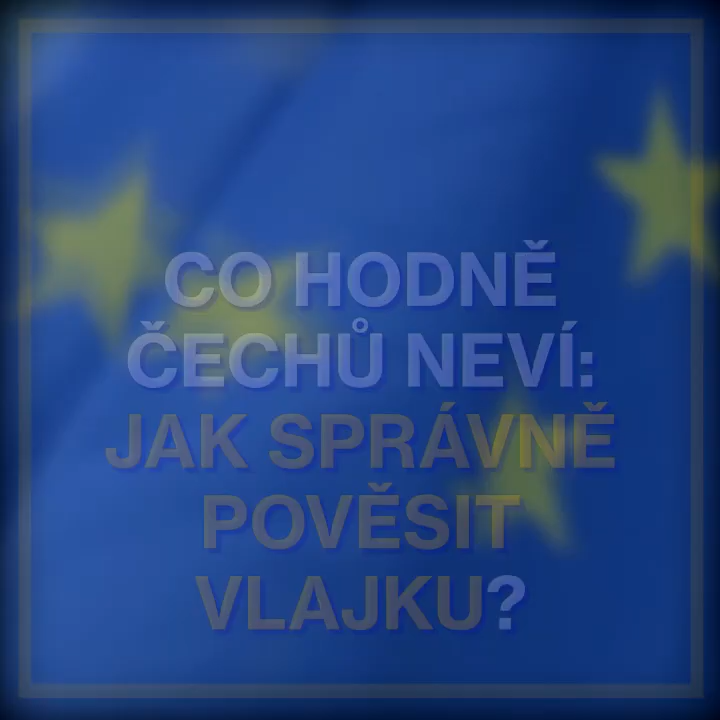 CO HODNĚ
ČECHŮ NEVÍ:
JAK SPRÁVNĚ
POVĚSIT
VLAJKU?